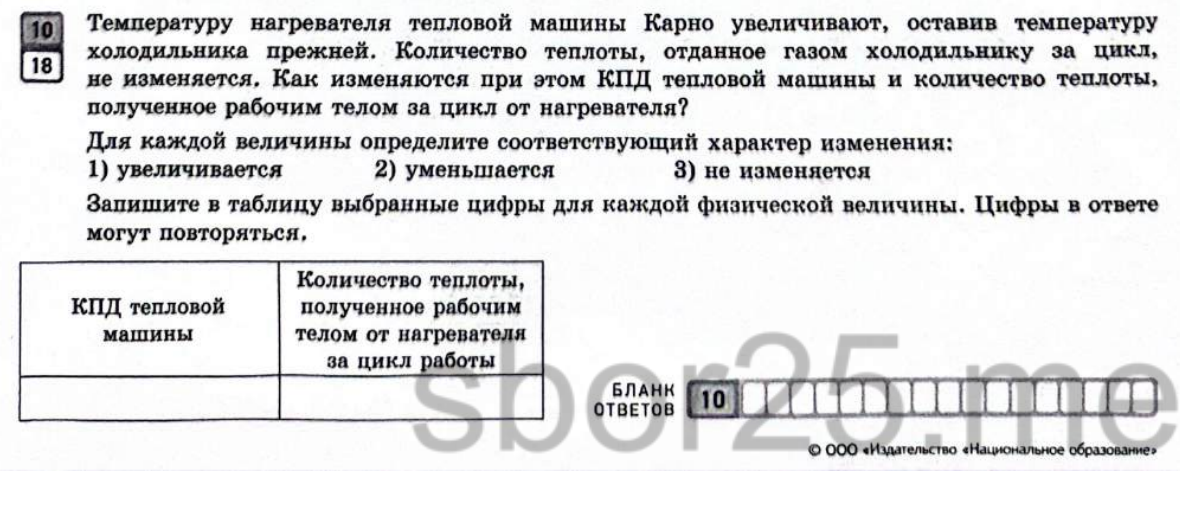 10
18
Температуру нагревателя тепловой машины Карно увеличивают, оставив температуру
холодильника прежней. Количество теплоты, отданное газом холодильнику за цикл,
не изменяется. Как изменяются при этом КПД тепловой машины и количество теплоты,
полученное рабочим телом за цикл от нагревателя?
Для каждой величины определите соответствующий характер изменения:
1) увеличивается 2) уменьшается 3) не изменяется
Запишите в таблицу выбранные цифры для каждой физической величины. Цифры в ответе
могут повторяться.
КПД тепловой
машины
Количество теплоты,
полученное рабочим
телом от нагревателя
за цикл работы
sbor25.me
БЛАНК
ОТВЕТОВ
10
© ООО «Издательство «Национальное образование»